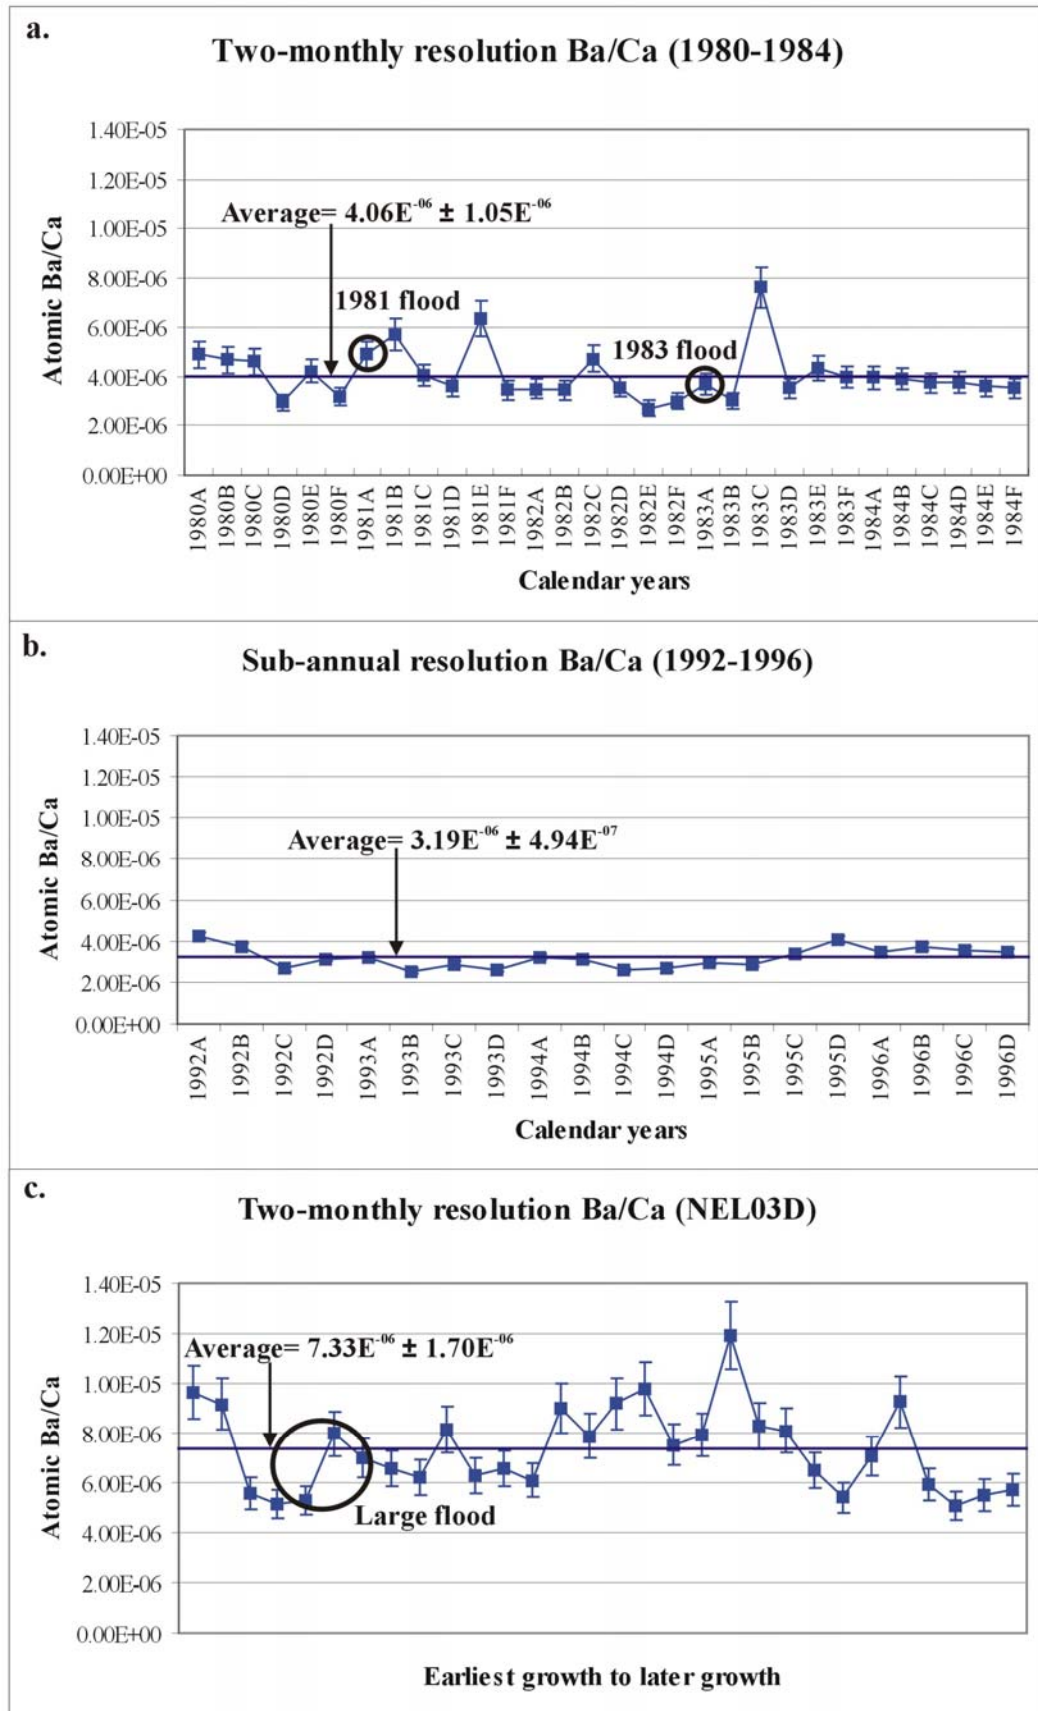 a.
Two-monthly resolution Ba/Ca (1980-1984)
Atomic Ba/Ca
1.40E-05
1.20E-05
1.00E-05
8.00E-06
6.00E-06
4.00E-06
2.00E-06
0.00E+00
Average= 4.06E-06 ± 1.05E-06
1981 flood
1983 flood
1980A
1980B
1980C
1980D
1980E
1980F
1981A
1981B
1981C
1981D
1981E
1981F
1982A
1982B
1982C
1982D
1982E
1982F
1983A
1983B
1983C
1983D
1983E
1983F
1984A
1984B
1984C
1984D
1984E
1984F
Calendar years
b.
Sub-annual resolution Ba/Ca (1992-1996)
Atomic Ba/Ca
1.40E-05
1.20E-05
1.00E-05
8.00E-06
6.00E-06
4.00E-06
2.00E-06
0.00E+00
Average= 3.19E-06 ± 4.94E-07
1992A
1992B
1992C
1992D
1993A
1993B
1993C
1993D
1994A
1994B
1994C
1994D
1995A
1995B
1995C
1995D
1996A
1996B
1996C
1996D
Calendar years
c.
Two-monthly resolution Ba/Ca (NEL03D)
Atomic Ba/Ca
1.40E-05
1.20E-05
1.00E-05
8.00E-06
6.00E-06
4.00E-06
2.00E-06
0.00E+00
Average= 7.33E-06 ± 1.70E-06
Large flood
Earliest growth to later growth